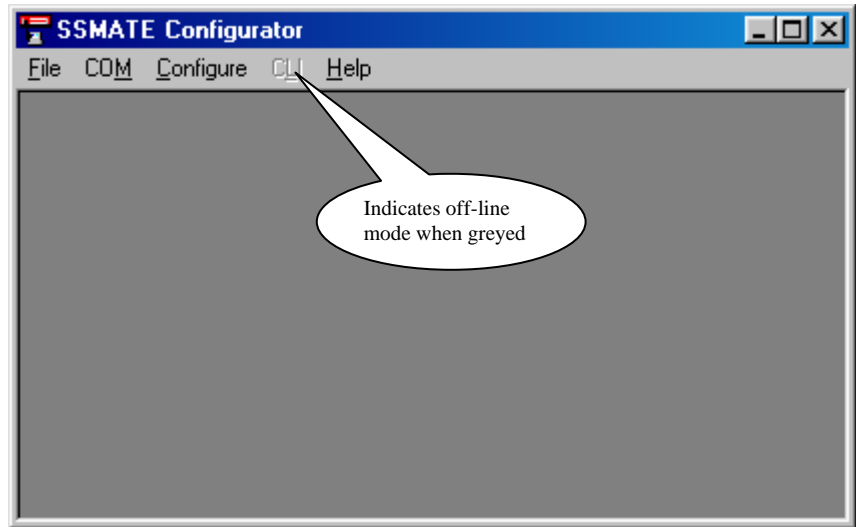 SSMATE Configurator
File COM Configure CLI Help
Indicates off-line
mode when greyed